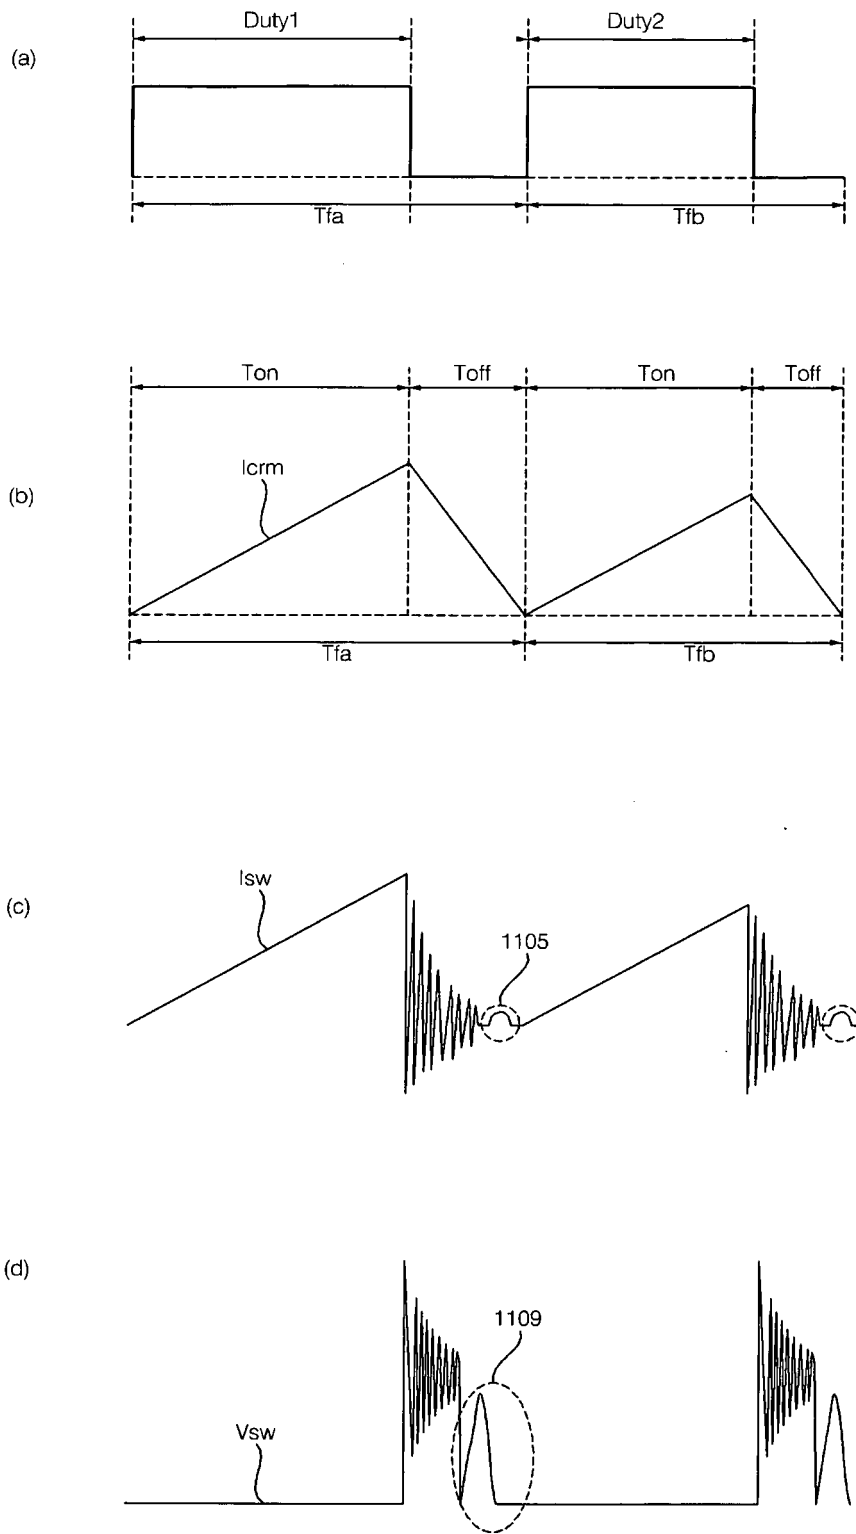 Duty1 Duty2
(a)
Tfa Tfb
Ton Toff Ton Toff
Icrm
(b)
Tfa Tfb
Isw
(c)
1105
(d)
1109
Vsw